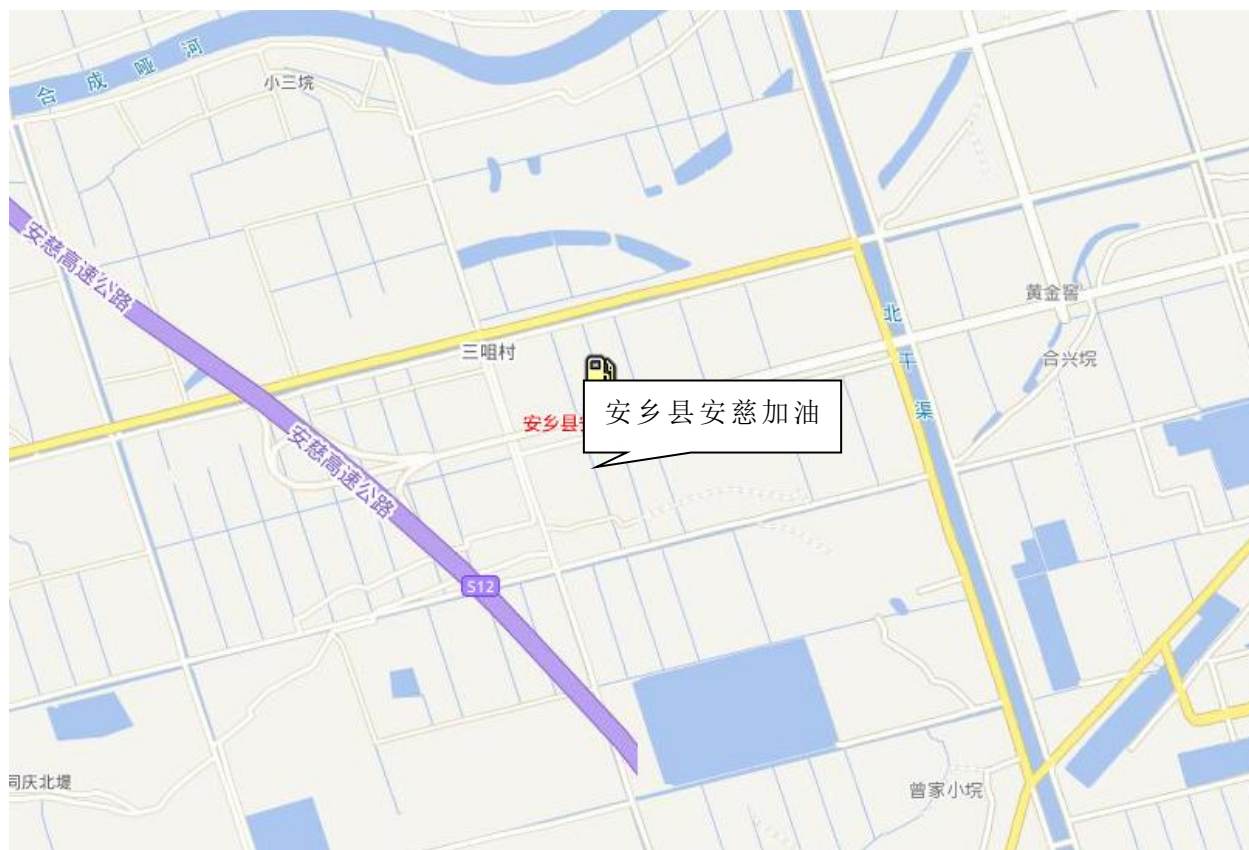 合成哑河
小三垸
安慈高速公路
黄金窖
北干渠
三咀村
合兴垸
安乡县安慈加油
安乡县
安慈高速公路
S12
司庆北堤
曾家小垸